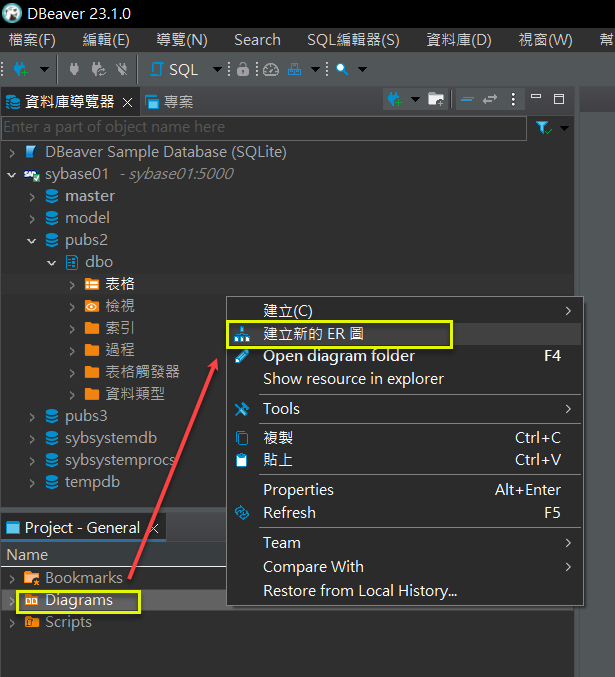 DBeaver 23.1.0
檔案(F) 編輯(E) 導覽(N) Search SQL編輯器(S) 資料庫(D) 視窗(W) 幫
SQL
資料庫導覽器 專案
Enter a part of object name here
DBeaver Sample Database (SQLite)
sybase01 - sybase01:5000
master
model
pubs2
dbo
表格
檢視
索引
過程
表格觸發器
資料類型
pubs3
sybsystemdb
sybsystemprocs
tempdb
建立(C)
建立新的 ER 圖
Open diagram folder F4
Show resource in explorer
Tools
複製 Ctrl+C
貼上 Ctrl+V
Properties Alt+Enter
Refresh F5
Team
Compare With
Restore from Local History...
Project - General
Name
Bookmarks
Diagrams
Scripts